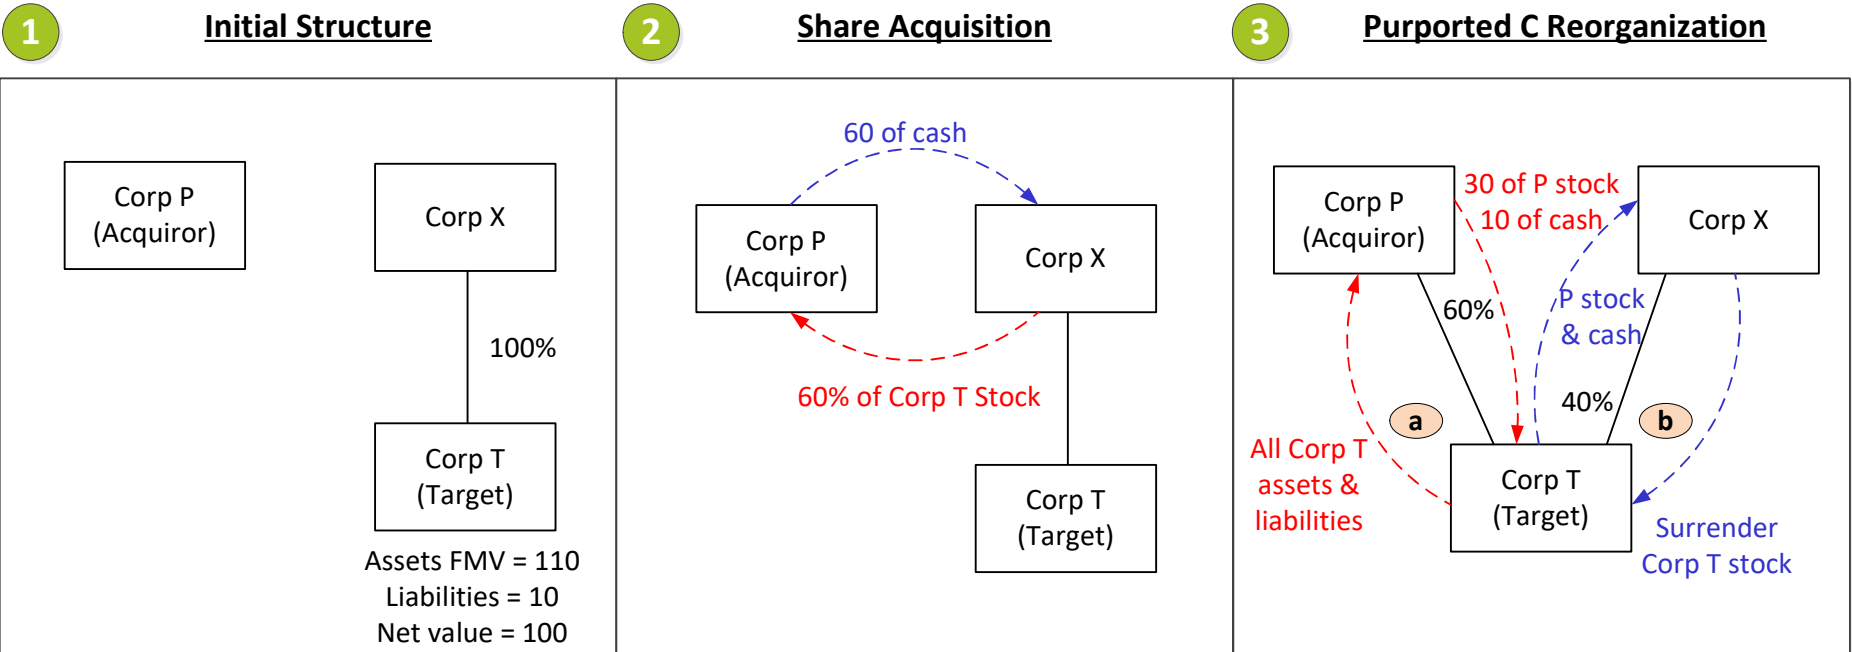 1
Initial Structure
Corp P
(Acquiror)
Corp X
100%
Corp T
(Target)
Assets FMV = 110
Liabilities = 10
Net value = 100
2
Share Acquisition
60 of cash
Corp P
(Acquiror)
Corp X
60% of Corp T Stock
Corp T
(Target)
3
Purported C Reorganization
Corp P
(Acquiror)
30 of P stock
10 of cash
Corp X
60%
P stock
& cash
40%
a
b
All Corp T
assets &
liabilities
Corp T
(Target)
Surrender
Corp T stock